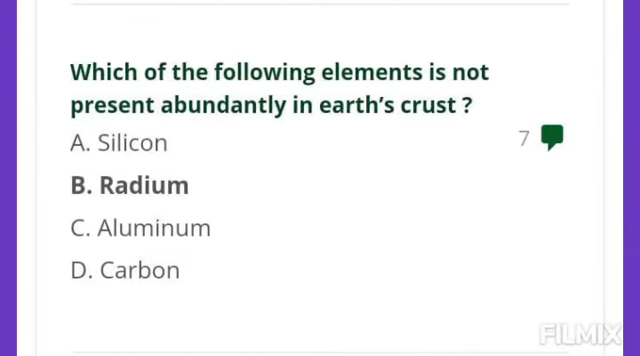 Which of the following elements is not
present abundantly in earth's crust ?
A. Silicon
7
B. Radium
C. Aluminum
D. Carbon
FILMIX